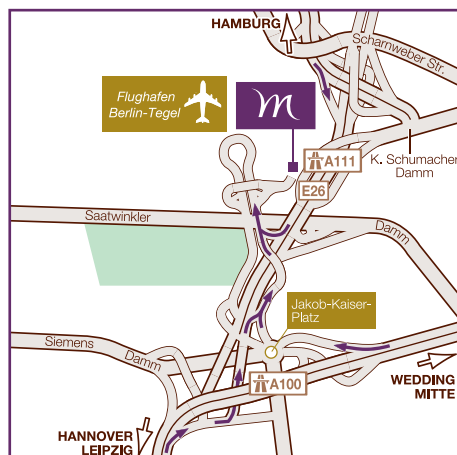 HAMBURG
Scharnweber Str.
Flughafen
Berlin-Tegel
m
A111
K. Schumacher
Damm
E26
Saatwinkler
Damm
Jakob-Kaiser-
Platz
Siemens
Damm
A100
WEDDING
MITTE
HANNOVER
LEIPZIG